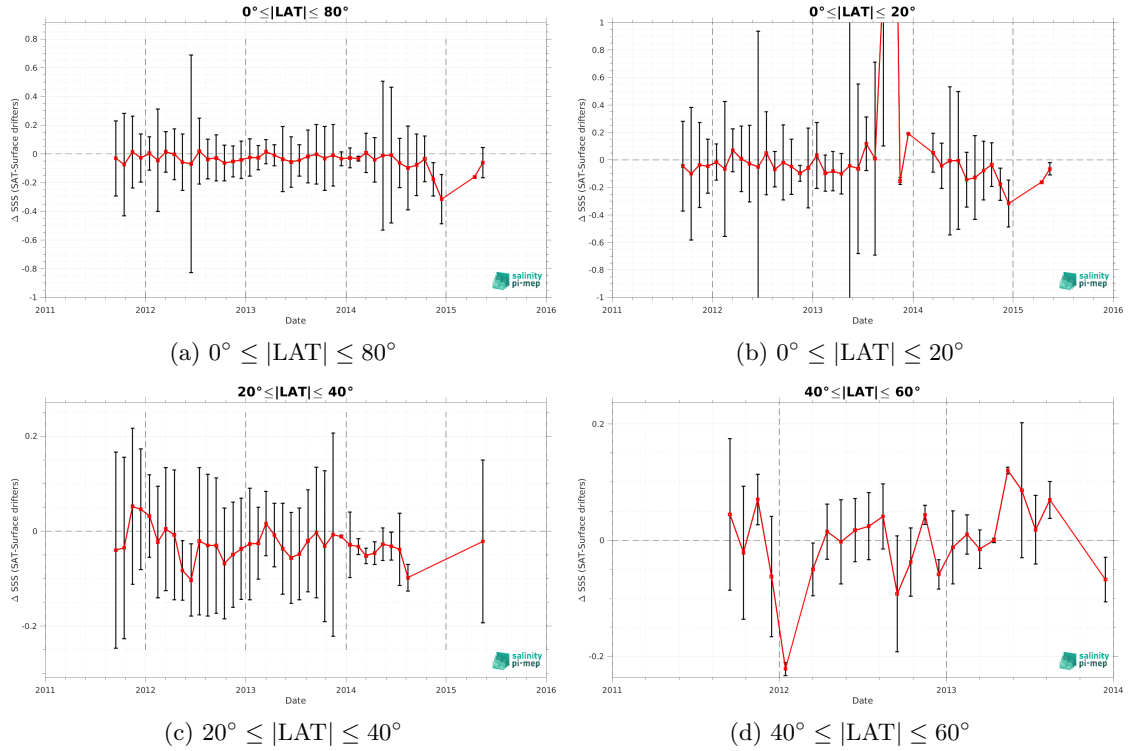 0°≤|LAT|≤ 80°
Δ SSS (SAT-Surface drifters)
0.8
0.6
0.4
0.2
0
-0.2
-0.4
-0.6
-0.8
-1
2011
2012
2013
2014
2015
2016
Date
salinity
pi-mep
(a) 0° ≤ |LAT| ≤ 80°
0°≤|LAT|≤ 20°
Δ SSS (SAT-Surface drifters)
1
0.8
0.6
0.4
0.2
0
-0.2
-0.4
-0.6
-0.8
-1
2011
2012
2013
2014
2015
2016
Date
salinity
pi-mep
(b) 0° ≤ |LAT| ≤ 20°
20°≤|LAT|≤ 40°
Δ SSS (SAT-Surface drifters)
0.2
0
-0.2
2011
2012
2013
2014
2015
2016
Date
salinity
pi-mep
(c) 20° ≤ |LAT| ≤ 40°
40°≤|LAT|≤ 60°
Δ SSS (SAT-Surface drifters)
0.2
0
-0.2
2011
2012
2013
2014
Date
salinity
pi-mep
(d) 40° ≤ |LAT| ≤ 60°